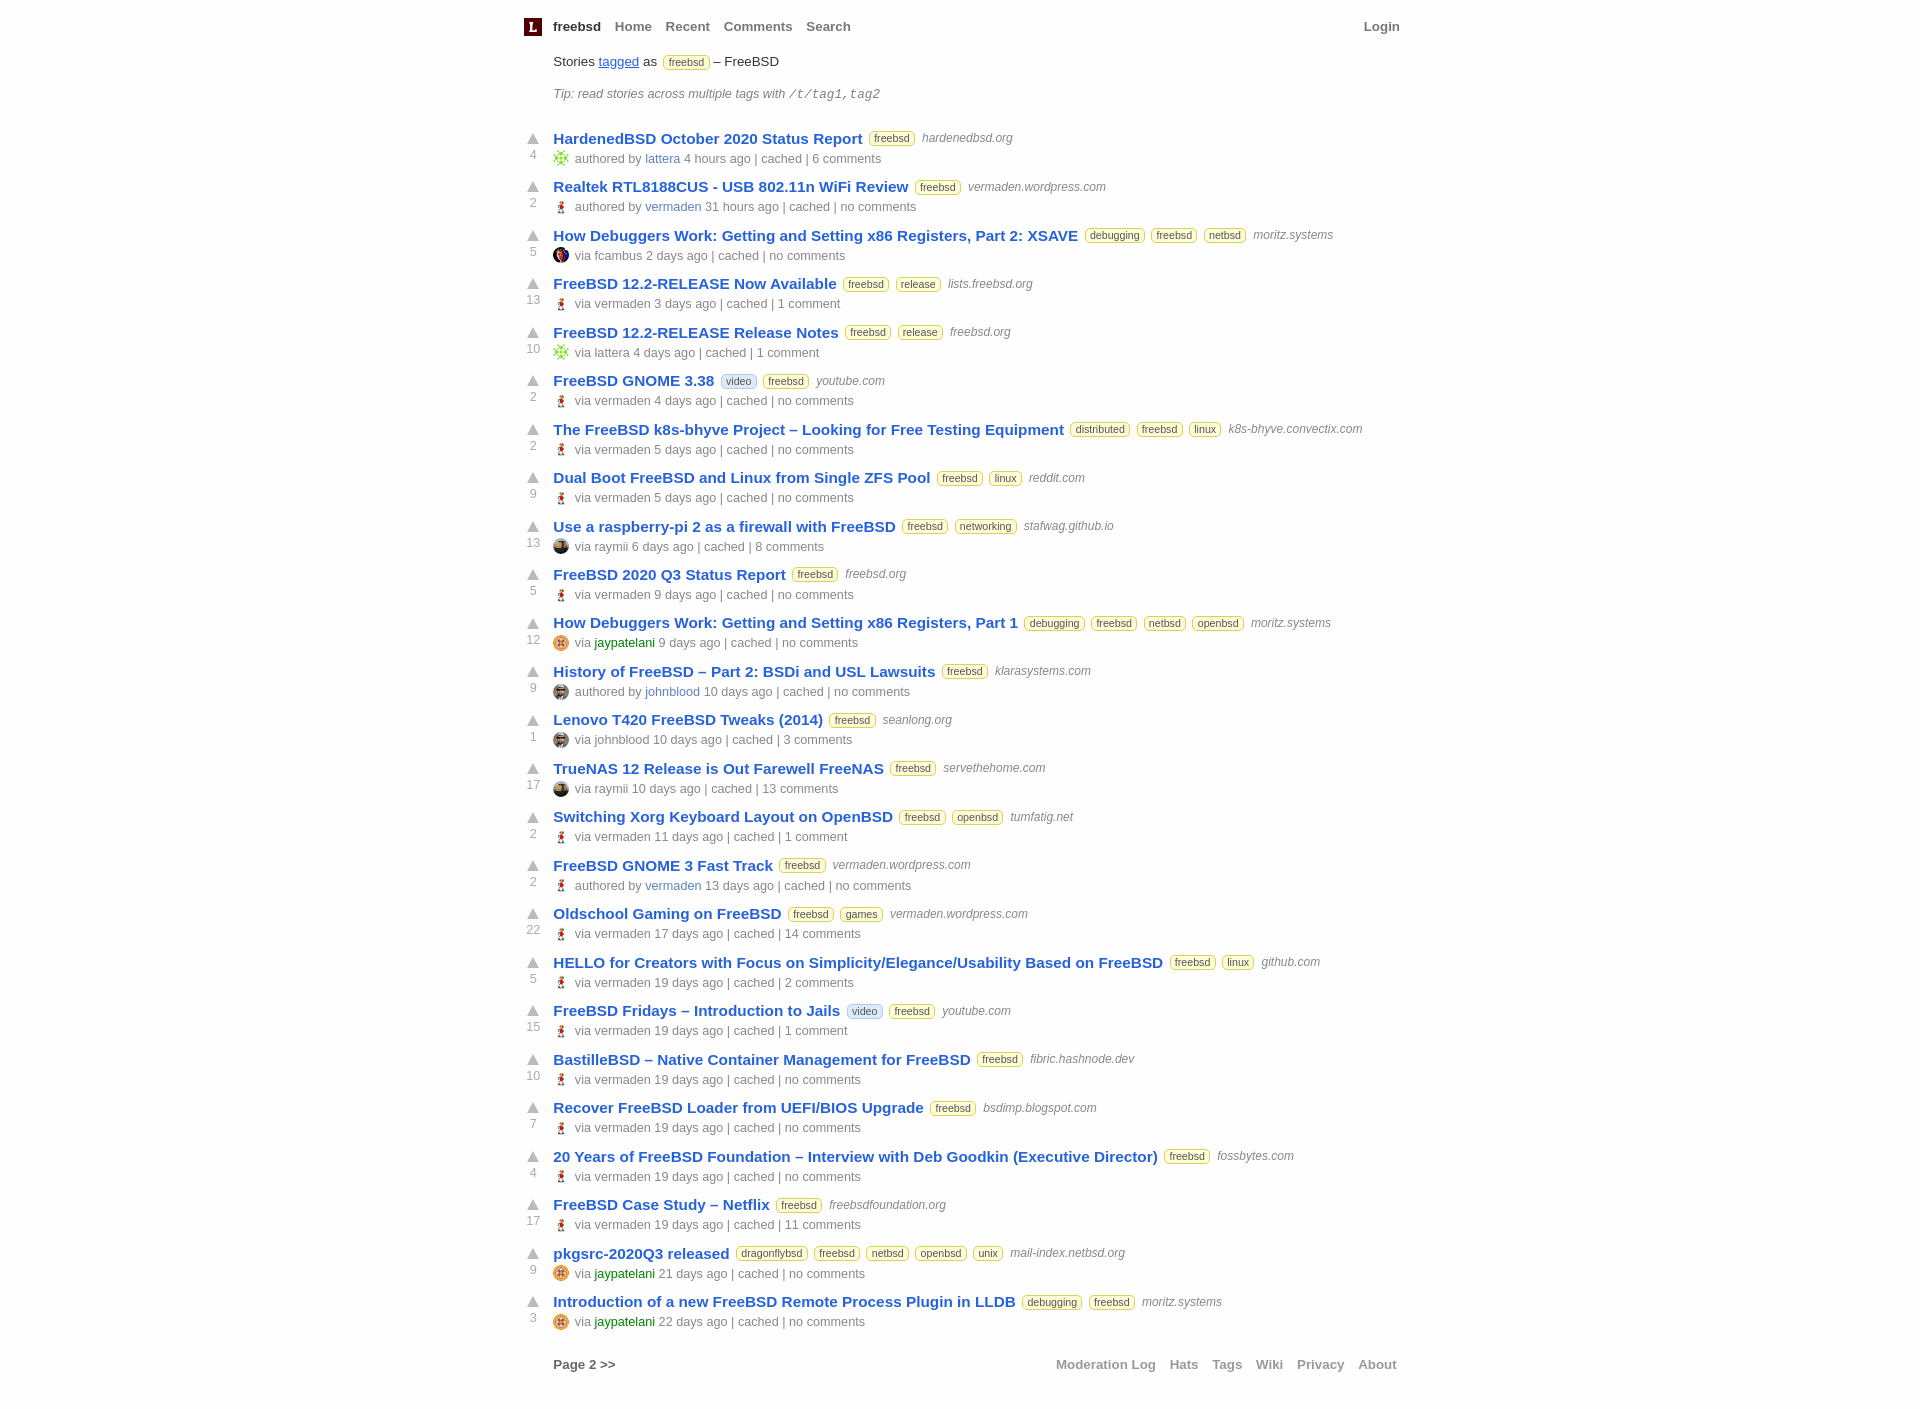 L freebsd Home Recent Comments Search Login
Stories tagged as freebsd – FreeBSD
Tip: read stories across multiple tags with /t/tag1,tag2
HardenedBSD October 2020 Status Report freebsd hardenedbsd.org
4 authored by lattera 4 hours ago | cached | 6 comments
Realtek RTL8188CUS - USB 802.11n WiFi Review freebsd vermaden.wordpress.com
2 authored by vermaden 31 hours ago | cached | no comments
How Debuggers Work: Getting and Setting x86 Registers, Part 2: XSAVE debugging freebsd netbsd moritz.systems
5 via fcambus 2 days ago | cached | no comments
FreeBSD 12.2-RELEASE Now Available freebsd release lists.freebsd.org
13 via vermaden 3 days ago | cached | 1 comment
FreeBSD 12.2-RELEASE Release Notes freebsd release freebsd.org
10 via lattera 4 days ago | cached | 1 comment
FreeBSD GNOME 3.38 video freebsd youtube.com
2 via vermaden 4 days ago | cached | no comments
The FreeBSD k8s-bhyve Project – Looking for Free Testing Equipment distributed freebsd linux k8s-bhyve.convectix.com
2 via vermaden 5 days ago | cached | no comments
Dual Boot FreeBSD and Linux from Single ZFS Pool freebsd linux reddit.com
9 via vermaden 5 days ago | cached | no comments
Use a raspberry-pi 2 as a firewall with FreeBSD freebsd networking stafwag.github.io
13 via raymii 6 days ago | cached | 8 comments
FreeBSD 2020 Q3 Status Report freebsd freebsd.org
5 via vermaden 9 days ago | cached | no comments
How Debuggers Work: Getting and Setting x86 Registers, Part 1 debugging freebsd netbsd openbsd moritz.systems
12 via jaypatelani 9 days ago | cached | no comments
History of FreeBSD – Part 2: BSDi and USL Lawsuits freebsd klarasystems.com
9 authored by johnblood 10 days ago | cached | no comments
Lenovo T420 FreeBSD Tweaks (2014) freebsd seanlong.org
1 via johnblood 10 days ago | cached | 3 comments
TrueNAS 12 Release is Out Farewell FreeNAS freebsd servethehome.com
17 via raymii 10 days ago | cached | 13 comments
Switching Xorg Keyboard Layout on OpenBSD freebsd openbsd tumfatig.net
2 via vermaden 11 days ago | cached | 1 comment
FreeBSD GNOME 3 Fast Track freebsd vermaden.wordpress.com
2 authored by vermaden 13 days ago | cached | no comments
Oldschool Gaming on FreeBSD freebsd games vermaden.wordpress.com
22 via vermaden 17 days ago | cached | 14 comments
HELLO for Creators with Focus on Simplicity/Elegance/Usability Based on FreeBSD freebsd linux github.com
5 via vermaden 19 days ago | cached | 2 comments
FreeBSD Fridays – Introduction to Jails video freebsd youtube.com
15 via vermaden 19 days ago | cached | 1 comment
BastilleBSD – Native Container Management for FreeBSD freebsd fibric.hashnode.dev
10 via vermaden 19 days ago | cached | no comments
Recover FreeBSD Loader from UEFI/BIOS Upgrade freebsd bsdimp.blogspot.com
7 via vermaden 19 days ago | cached | no comments
20 Years of FreeBSD Foundation – Interview with Deb Goodkin (Executive Director) freebsd fossbytes.com
4 via vermaden 19 days ago | cached | no comments
FreeBSD Case Study – Netflix freebsd freebsdfoundation.org
17 via vermaden 19 days ago | cached | 11 comments
pkgsrc-2020Q3 released dragonflybsd freebsd netbsd openbsd unix mail-index.netbsd.org
9 via jaypatelani 21 days ago | cached | no comments
Introduction of a new FreeBSD Remote Process Plugin in LLDB debugging freebsd moritz.systems
3 via jaypatelani 22 days ago | cached | no comments
Page 2 >> Moderation Log Hats Tags Wiki Privacy About